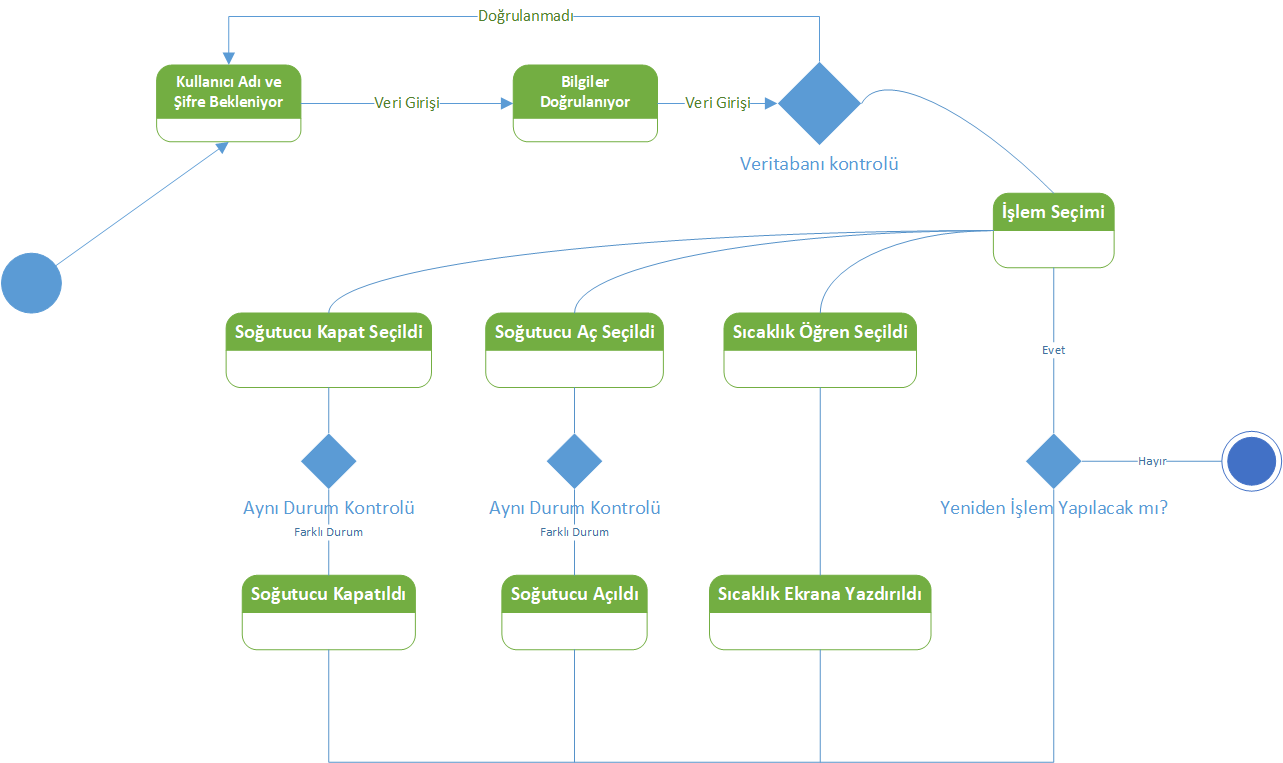 Doğrulanmadı
Kullanıcı Adı ve
Şifre Bekleniyor
Veri Girişi
Bilgiler
Doğrulanıyor
Veri Girişi
Veritabanı kontrolü
İşlem Seçimi
Soğutucu Kapat Seçildi
Soğutucu Aç Seçildi
Sıcaklık Öğren Seçildi
Evet
Hayır
Aynı Durum Kontrolü
Aynı Durum Kontrolü
Yeniden İşlem Yapılacak mı?
Farklı Durum
Farklı Durum
Soğutucu Kapatıldı
Soğutucu Açıldı
Sıcaklık Ekrana Yazdırıldı